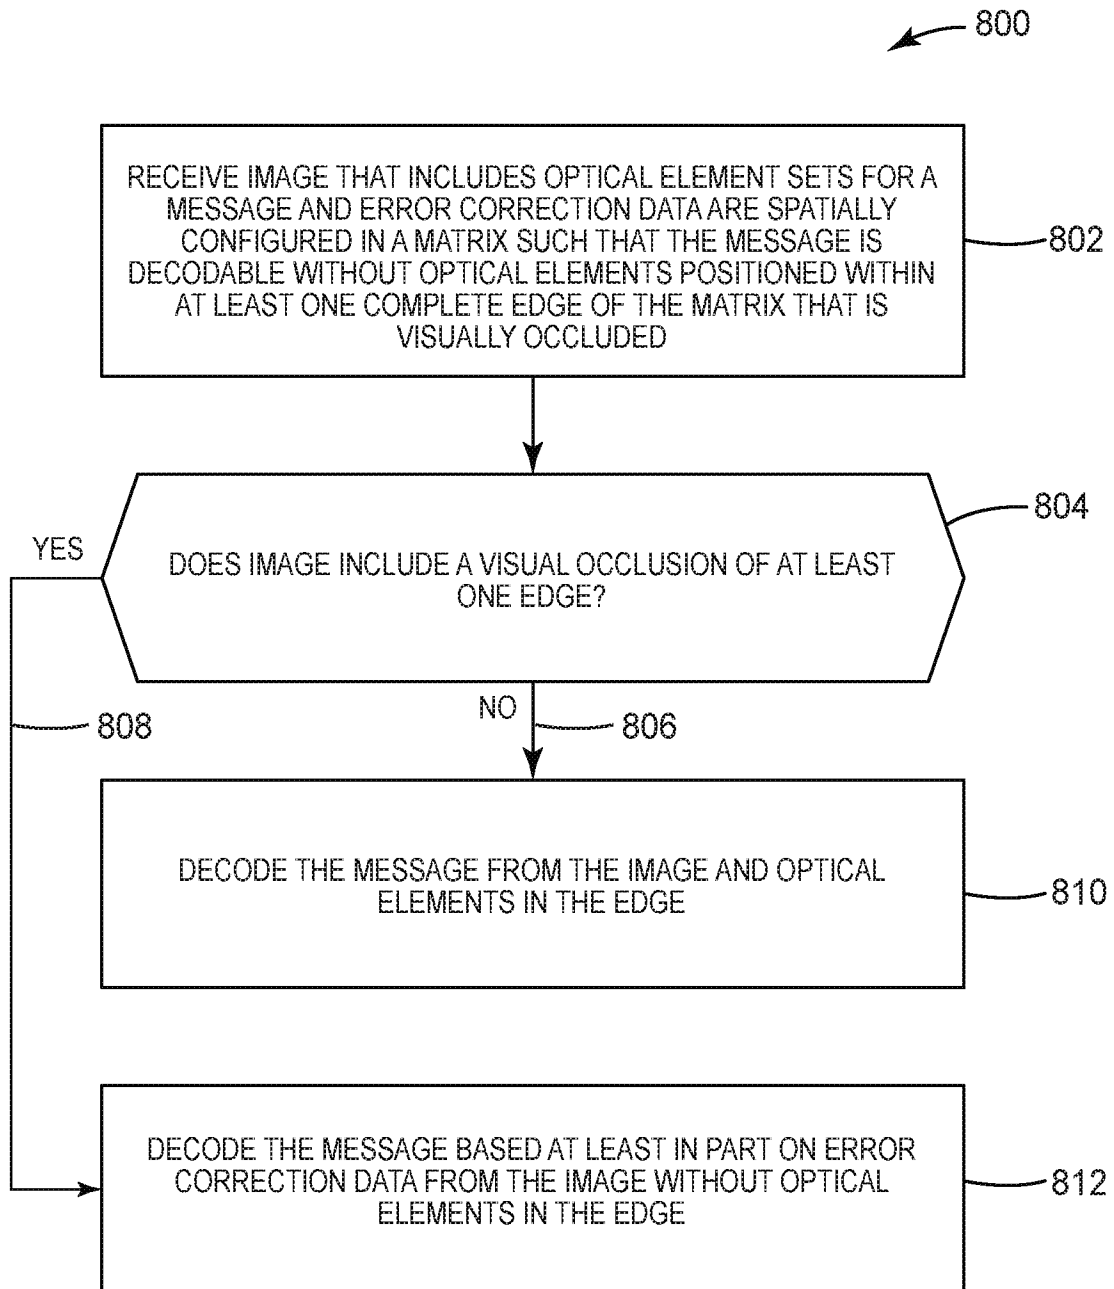 800
RECEIVE IMAGE THAT INCLUDES OPTICAL ELEMENT SETS FOR A
MESSAGE AND ERROR CORRECTION DATA ARE SPATIALLY
CONFIGURED IN A MATRIX SUCH THAT THE MESSAGE IS
DECODABLE WITHOUT OPTICAL ELEMENTS POSITIONED WITHIN
AT LEAST ONE COMPLETE EDGE OF THE MATRIX THAT IS
VISUALLY OCCLUDED
802
804
YES
DOES IMAGE INCLUDE A VISUAL OCCLUSION OF AT LEAST
ONE EDGE?
NO
808
806
DECODE THE MESSAGE FROM THE IMAGE AND OPTICAL
ELEMENTS IN THE EDGE
810
DECODE THE MESSAGE BASED AT LEAST IN PART ON ERROR
CORRECTION DATA FROM THE IMAGE WITHOUT OPTICAL
ELEMENTS IN THE EDGE
812